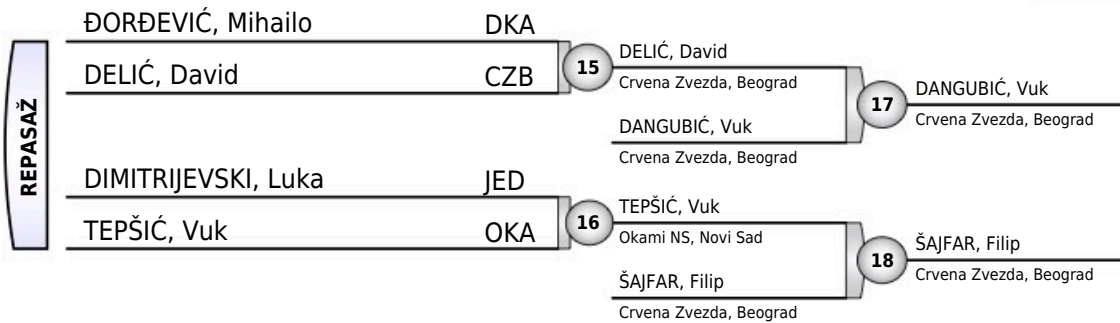 REPASAŽ
ĐORĐEVIĆ, Mihailo DKA
DELIĆ, David CZB
15
DELIĆ, David
Crvena Zvezda, Beograd
DANGUBIĆ, Vuk
Crvena Zvezda, Beograd
17
DANGUBIĆ, Vuk
Crvena Zvezda, Beograd
DIMITRIJEVSKI, Luka JED
TEPŠIĆ, Vuk OKA
16
TEPŠIĆ, Vuk
Okami NS, Novi Sad
ŠAJFAR, Filip
Crvena Zvezda, Beograd
18
ŠAJFAR, Filip
Crvena Zvezda, Beograd